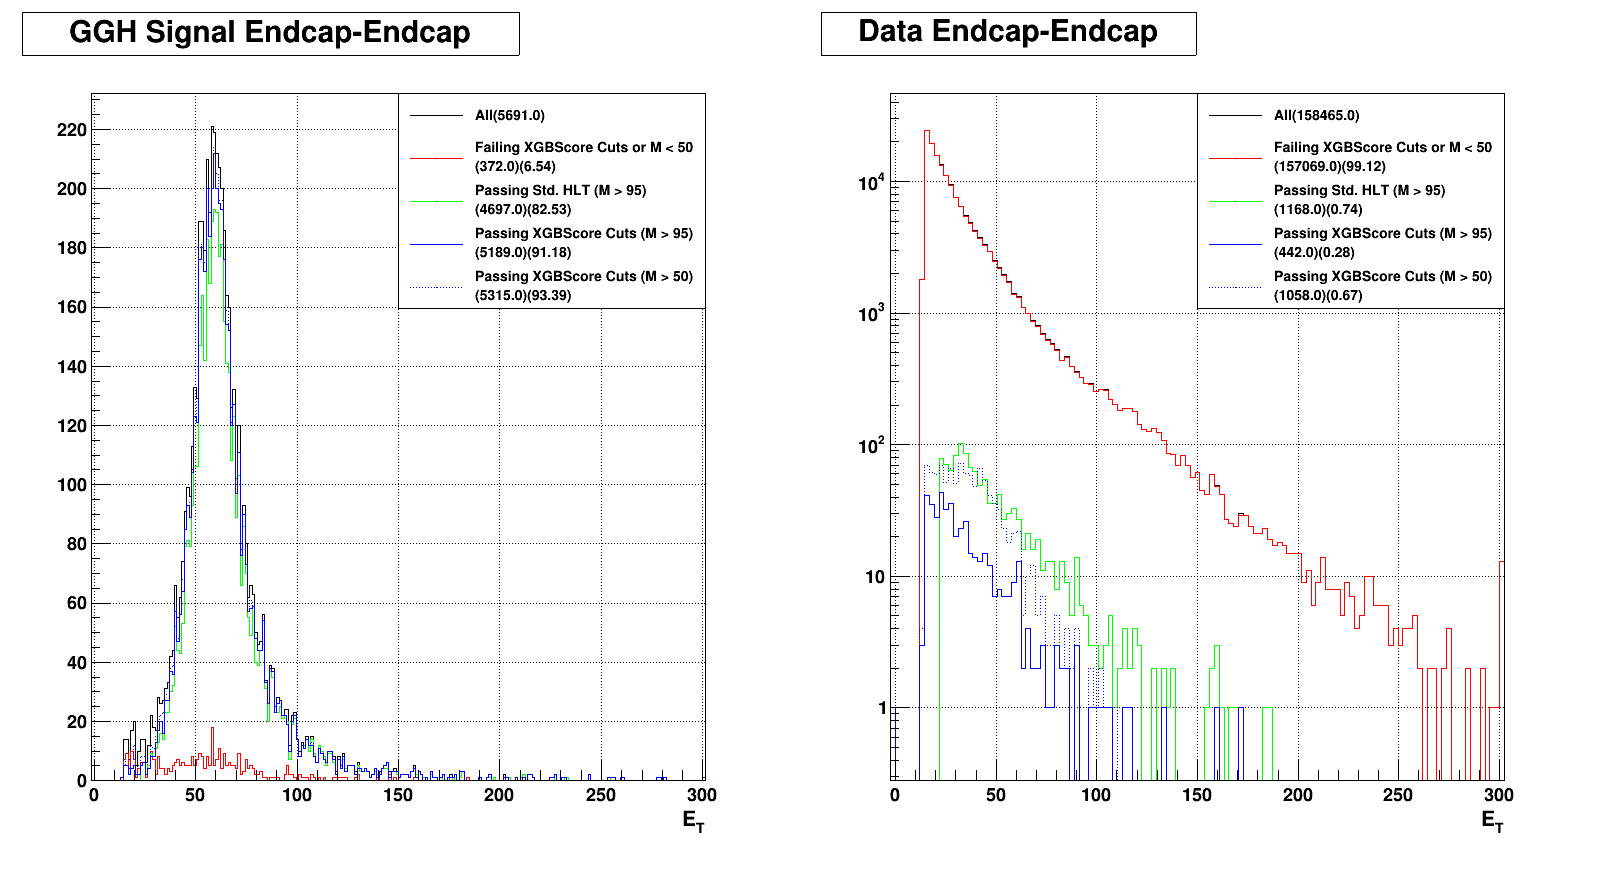 GGH Signal Endcap-Endcap
All(5691.0)
Failing XGBScore Cuts or M < 50
(372.0)(6.54)
Passing Std. HLT (M > 95)
(4697.0)(82.53)
Passing XGBScore Cuts (M > 95)
(5189.0)(91.18)
Passing XGBScore Cuts (M > 50)
(5315.0)(93.39)
220
200
180
160
140
120
100
80
60
40
20
0
0 50 100 150 200 250 300
E_T
Data Endcap-Endcap
All(158465.0)
Failing XGBScore Cuts or M < 50
(157069.0)(99.12)
Passing Std. HLT (M > 95)
(1168.0)(0.74)
Passing XGBScore Cuts (M > 95)
(442.0)(0.28)
Passing XGBScore Cuts (M > 50)
(1058.0)(0.67)
10^4
10^3
10^2
10
1
0 50 100 150 200 250 300
E_T